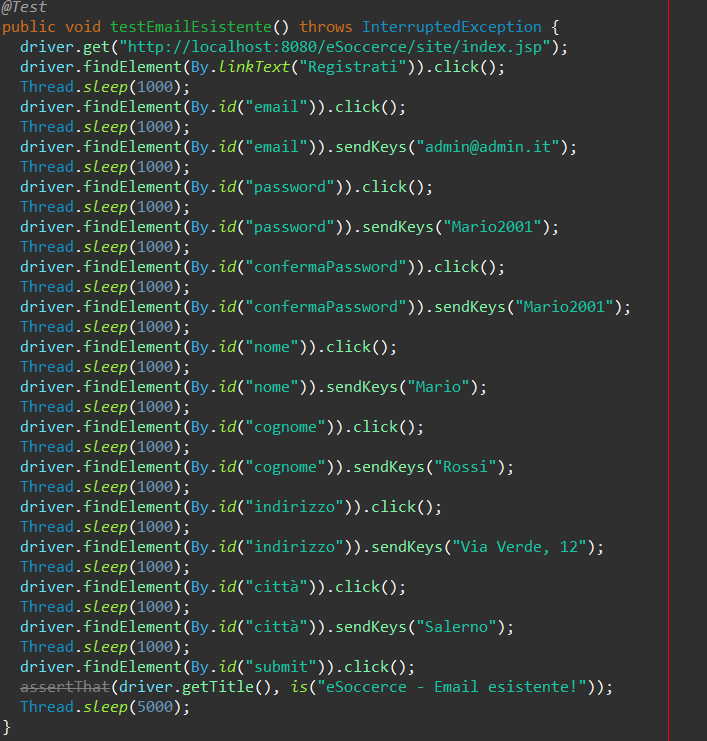 @Test
public void testEmailEsistente() throws InterruptedException {
driver.get("http://localhost:8080/eSoccerce/site/index.jsp");
driver.findElement(By.linkText("Registrati")).click();
Thread.sleep(1000);
driver.findElement(By.id("email")).click();
Thread.sleep(1000);
driver.findElement(By.id("email")).sendKeys("admin@admin.it");
Thread.sleep(1000);
driver.findElement(By.id("password")).click();
Thread.sleep(1000);
driver.findElement(By.id("password")).sendKeys("Mario2001");
Thread.sleep(1000);
driver.findElement(By.id("confermaPassword")).click();
Thread.sleep(1000);
driver.findElement(By.id("confermaPassword")).sendKeys("Mario2001");
Thread.sleep(1000);
driver.findElement(By.id("nome")).click();
Thread.sleep(1000);
driver.findElement(By.id("nome")).sendKeys("Mario");
Thread.sleep(1000);
driver.findElement(By.id("cognome")).click();
Thread.sleep(1000);
driver.findElement(By.id("cognome")).sendKeys("Rossi");
Thread.sleep(1000);
driver.findElement(By.id("indirizzo")).click();
Thread.sleep(1000);
driver.findElement(By.id("indirizzo")).sendKeys("Via Verde, 12");
Thread.sleep(1000);
driver.findElement(By.id("città")).click();
Thread.sleep(1000);
driver.findElement(By.id("città")).sendKeys("Salerno");
Thread.sleep(1000);
driver.findElement(By.id("submit")).click();
assertThat(driver.getTitle(), is("eSoccerce - Email esistente!"));
Thread.sleep(5000);
}